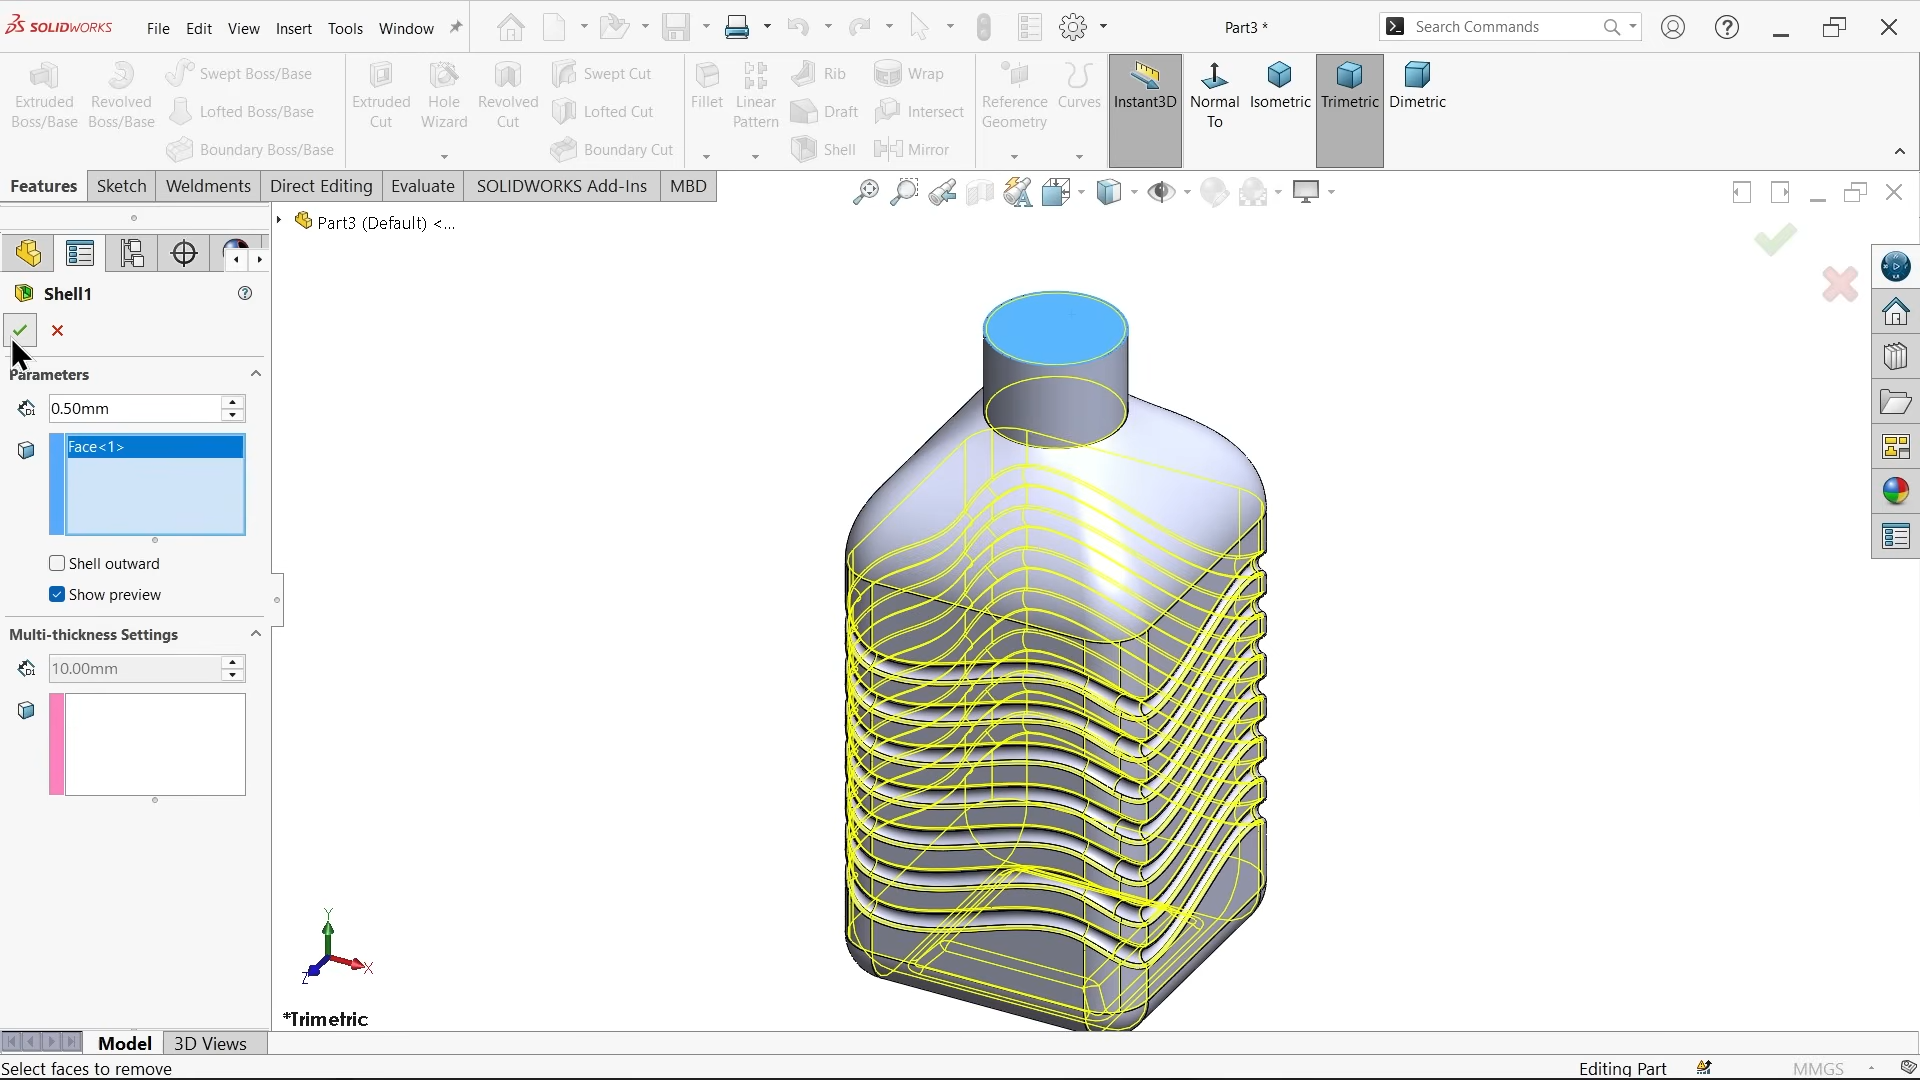 SOLIDWORKS File Edit View Insert Tools Window Part3 * Search Commands
Extruded Boss/Base
Revolved Boss/Base
Swept Boss/Base
Lofted Boss/Base
Boundary Boss/Base
Extruded Cut
Hole Wizard
Revolved Cut
Swept Cut
Lofted Cut
Boundary Cut
Fillet
Linear Pattern
Rib
Draft
Shell
Wrap
Intersect
Mirror
Reference Geometry
Curves
Instant3D
Normal To
Isometric
Trimetric
Dimetric
Features Sketch Weldments Direct Editing Evaluate SOLIDWORKS Add-Ins MBD
Part3 (Default) <...
Shell1
Parameters
0.50mm
Face<1>
Shell outward
Show preview
Multi-thickness Settings
10.00mm
Y
X
Z
*Trimetric
Model 3D Views
Select faces to remove Editing Part MMGS